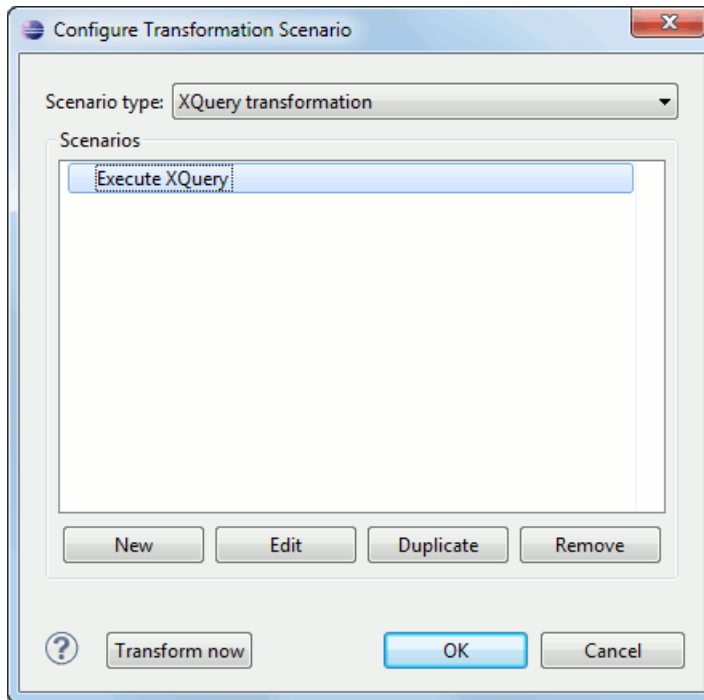 Configure Transformation Scenario
Scenario type: XQuery transformation
Scenarios
Execute XQuery
New Edit Duplicate Remove
? Transform now OK Cancel